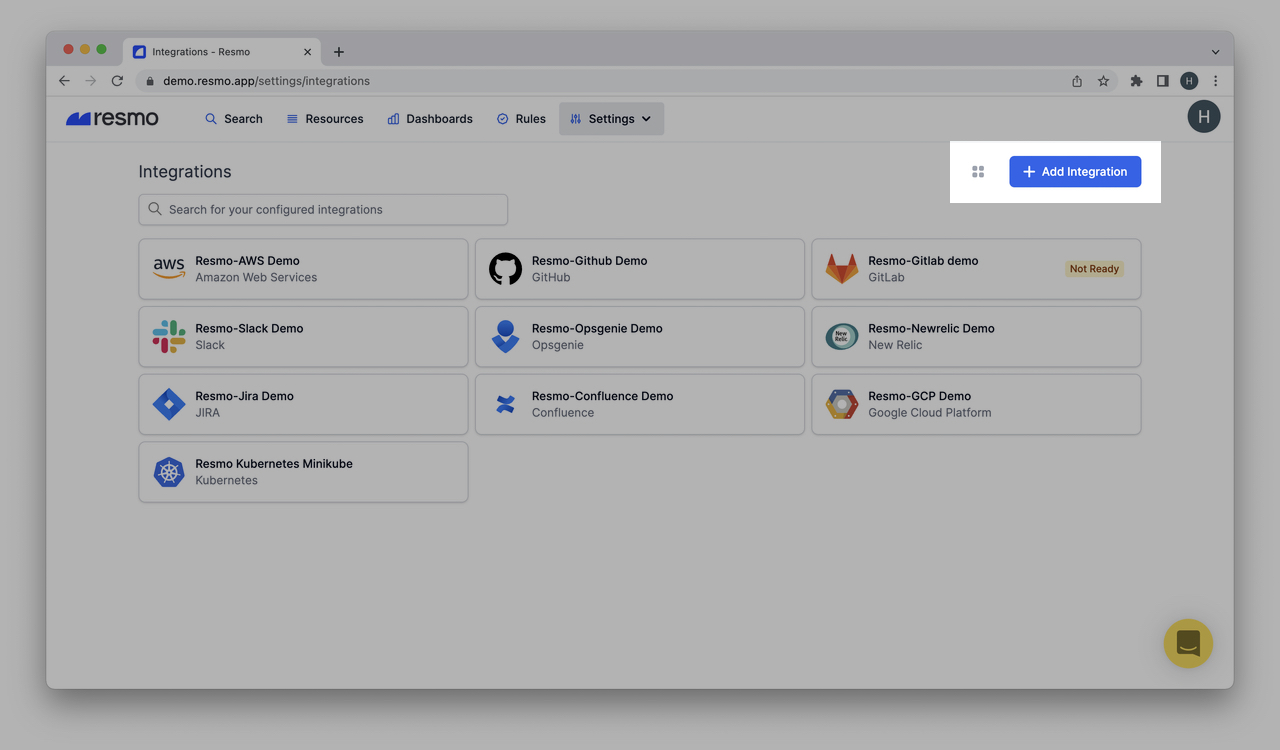 Integrations - Resmo
demo.resmo.app/settings/integrations
H
resmo
Search
Resources
Dashboards
Rules
Settings
H
Integrations
Add Integration
Search for your configured integrations
aws
Resmo-AWS Demo
Amazon Web Services
Resmo-Github Demo
GitHub
Resmo-Gitlab demo
GitLab
Not Ready
Resmo-Slack Demo
Slack
Resmo-Opsgenie Demo
Opsgenie
New
Relic
Resmo-Newrelic Demo
New Relic
Resmo-Jira Demo
JIRA
Resmo-Confluence Demo
Confluence
Resmo-GCP Demo
Google Cloud Platform
Resmo Kubernetes Minikube
Kubernetes